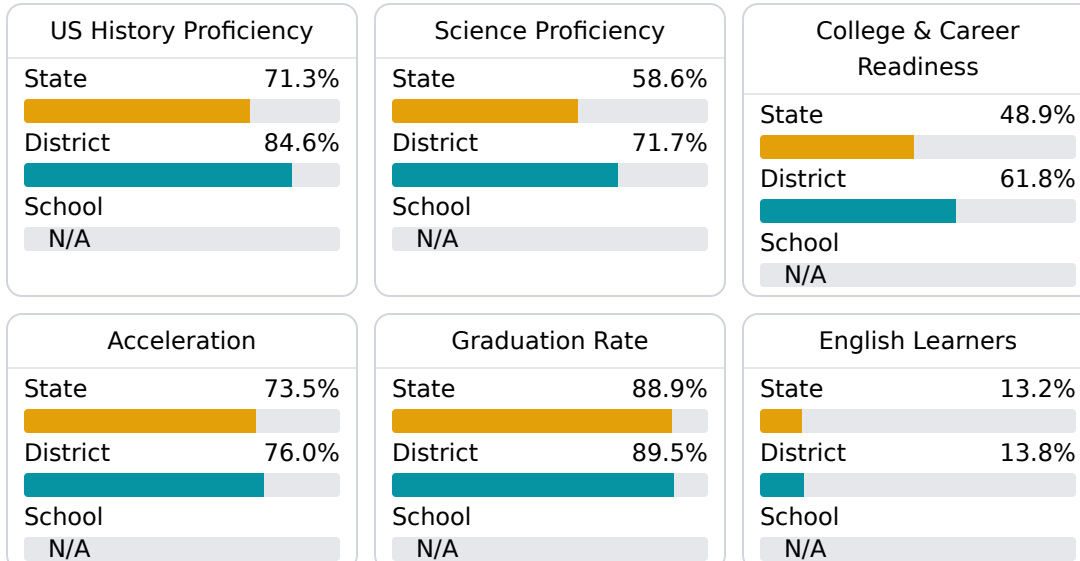 US History Proficiency
State 71.3%
District 84.6%
School
N/A
Science Proficiency
State 58.6%
District 71.7%
School
N/A
College & Career
Readiness
State 48.9%
District 61.8%
School
N/A
Acceleration
State 73.5%
District 76.0%
School
N/A
Graduation Rate
State 88.9%
District 89.5%
School
N/A
English Learners
State 13.2%
District 13.8%
School
N/A